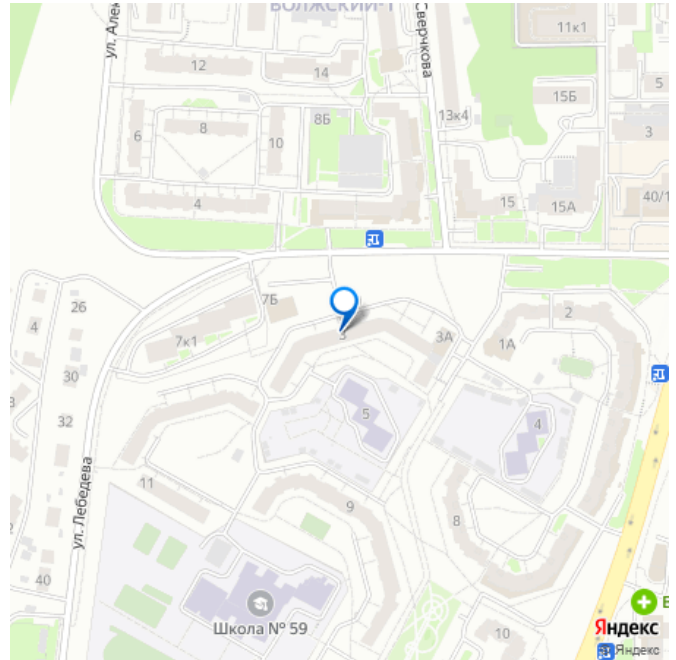 ВОЛЖСКИЙ-1
ул. Алек
Сверчкова
11к1
12
14
5
15Б
8Б
13к4
6
8
10
3
40/1
4
15
15А
26
7Б
2
4
7к1
3
3А
1А
30
5
32
4
11
9
8
ул. Лебедева
40
Школа № 59
10
Яндекс
Яндекс